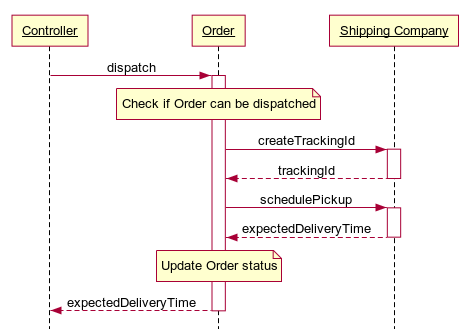 Controller
Order
Shipping Company
dispatch
Check if Order can be dispatched
createTrackingId
trackingId
schedulePickup
expectedDeliveryTime
Update Order status
expectedDeliveryTime